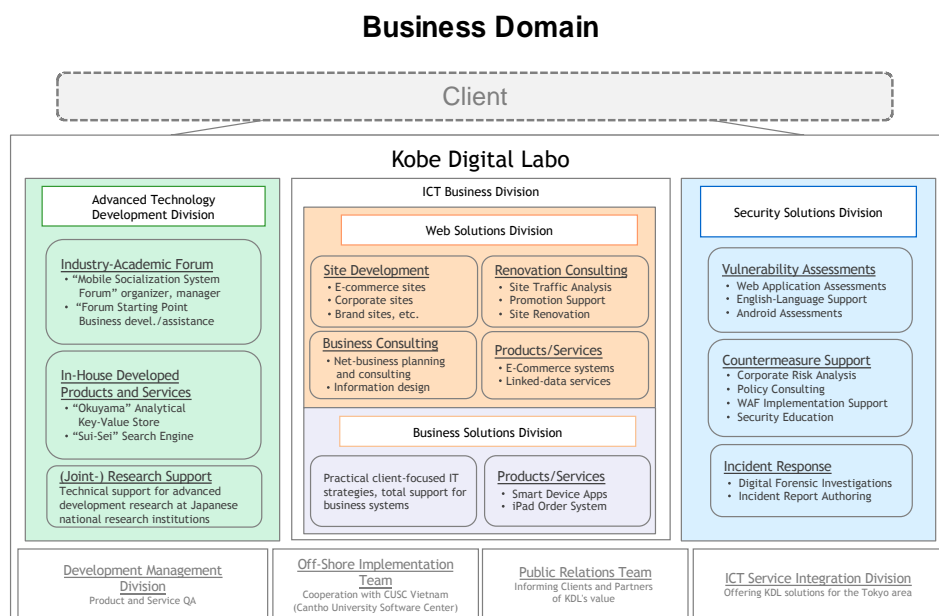 Business Domain
Client
Kobe Digital Labo
Advanced Technology
Development Division
Industry-Academic Forum
• “Mobile Socialization System
Forum” organizer, manager
• “Forum Starting Point
Business devel./assistance
In-House Developed
Products and Services
• “Okuyama” Analytical
Key-Value Store
• “Sui-Sei” Search Engine
(Joint-) Research Support
Technical support for advanced
development research at Japanese
national research institutions
ICT Business Division
Web Solutions Division
Site Development
• E-commerce sites
• Corporate sites
• Brand sites, etc.
Renovation Consulting
• Site Traffic Analysis
• Promotion Support
• Site Renovation
Business Consulting
• Net-business planning
and consulting
• Information design
Products/Services
• E-Commerce systems
• Linked-data services
Business Solutions Division
Practical client-focused IT
strategies, total support for
business systems
Products/Services
• Smart Device Apps
• iPad Order System
Security Solutions Division
Vulnerability Assessments
• Web Application Assessments
• English-Language Support
• Android Assessments
Countermeasure Support
• Corporate Risk Analysis
• Policy Consulting
• WAF Implementation Support
• Security Education
Incident Response
• Digital Forensic Investigations
• Incident Report Authoring
Development Management
Division
Product and Service QA
Off-Shore Implementation
Team
Cooperation with CUSC Vietnam
(Cantho University Software Center)
Public Relations Team
Informing Clients and Partners
of KDL's value
ICT Service Integration Division
Offering KDL solutions for the Tokyo area